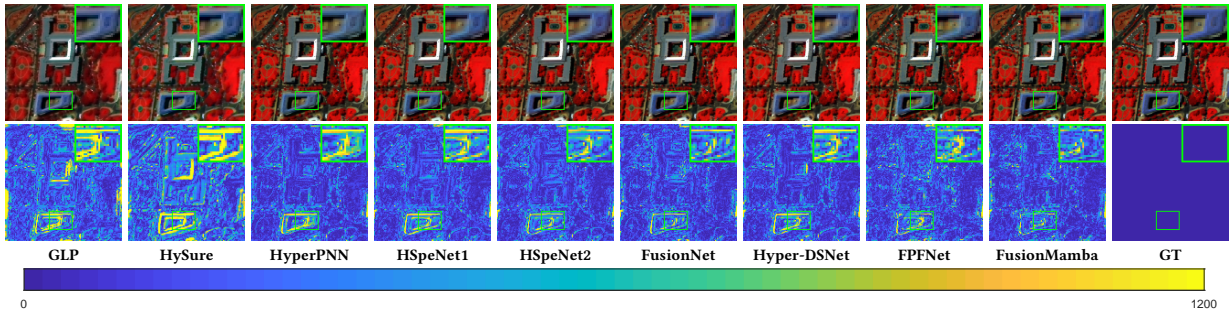 GLP HySure HyperPNN HSpeNet1 HSpeNet2 FusionNet Hyper-DSNet FPFNet FusionMamba GT
0 1200